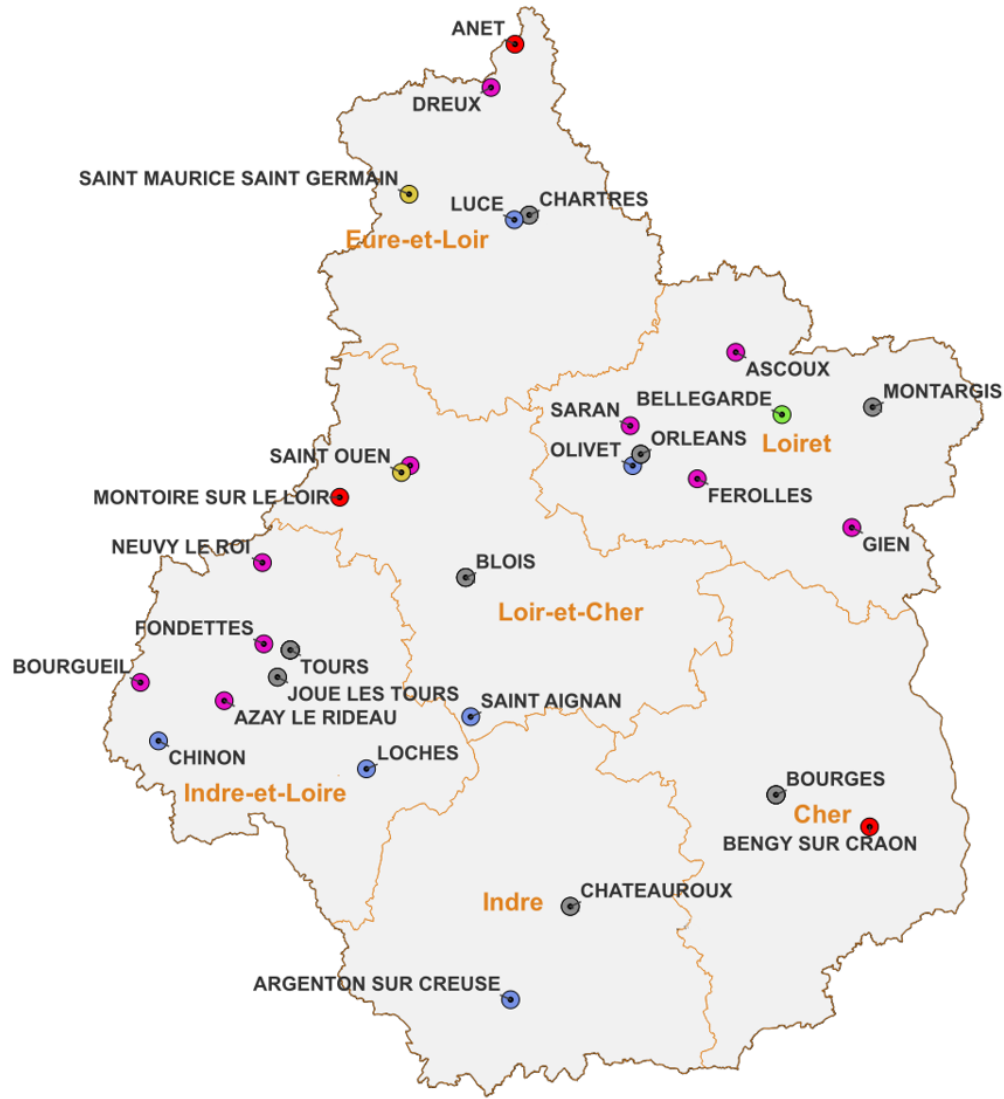 ANET
DREUX
SAINT MAURICE SAINT GERMAIN
LUCE
CHARTRES
Eure-et-Loir
ASCOUX
BELLEGARDE
MONTARGIS
SARAN
ORLEANS
Loiret
OLIVET
SAINT OUEN
FEROLLES
MONTOIRE SUR LE LOIR
GIEN
NEUVY LE ROI
BLOIS
Loir-et-Cher
FONDETTES
BOURGUEIL
TOURS
JOUE LES TOURS
SAINT AIGNAN
AZAY LE RIDEAU
CHINON
LOCHES
BOURGES
Indre-et-Loire
Cher
BENGY SUR CRAON
CHATEAUROUX
Indre
ARGENTON SUR CREUSE